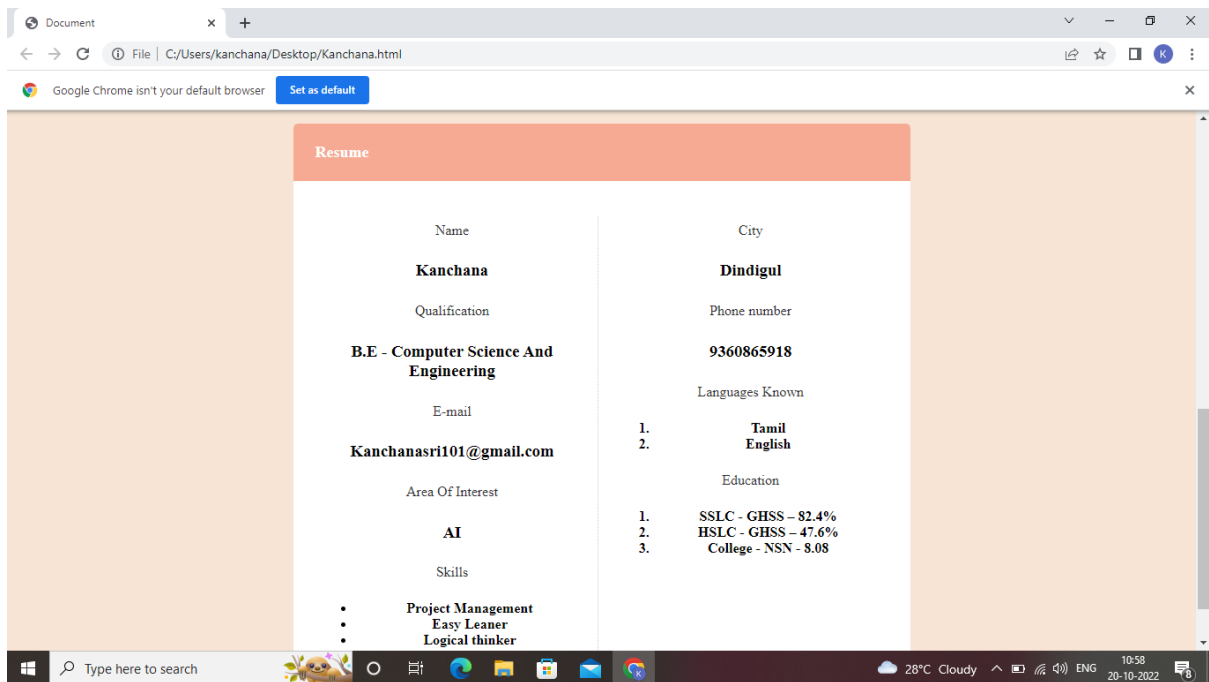 Document
File | C:/Users/kanchana/Desktop/Kanchana.html
K
Google Chrome isn't your default browser
Set as default
Resume
Name
Kanchana
Qualification
B.E - Computer Science And
Engineering
E-mail
Kanchanasri101@gmail.com
Area Of Interest
AI
Skills
• Project Management
• Easy Leaner
• Logical thinker
City
Dindigul
Phone number
9360865918
Languages Known
1. Tamil
2. English
Education
1. SSLC - GHSS – 82.4%
2. HSLC - GHSS – 47.6%
3. College - NSN - 8.08
Type here to search
28°C Cloudy
ENG
10:58
20-10-2022
8